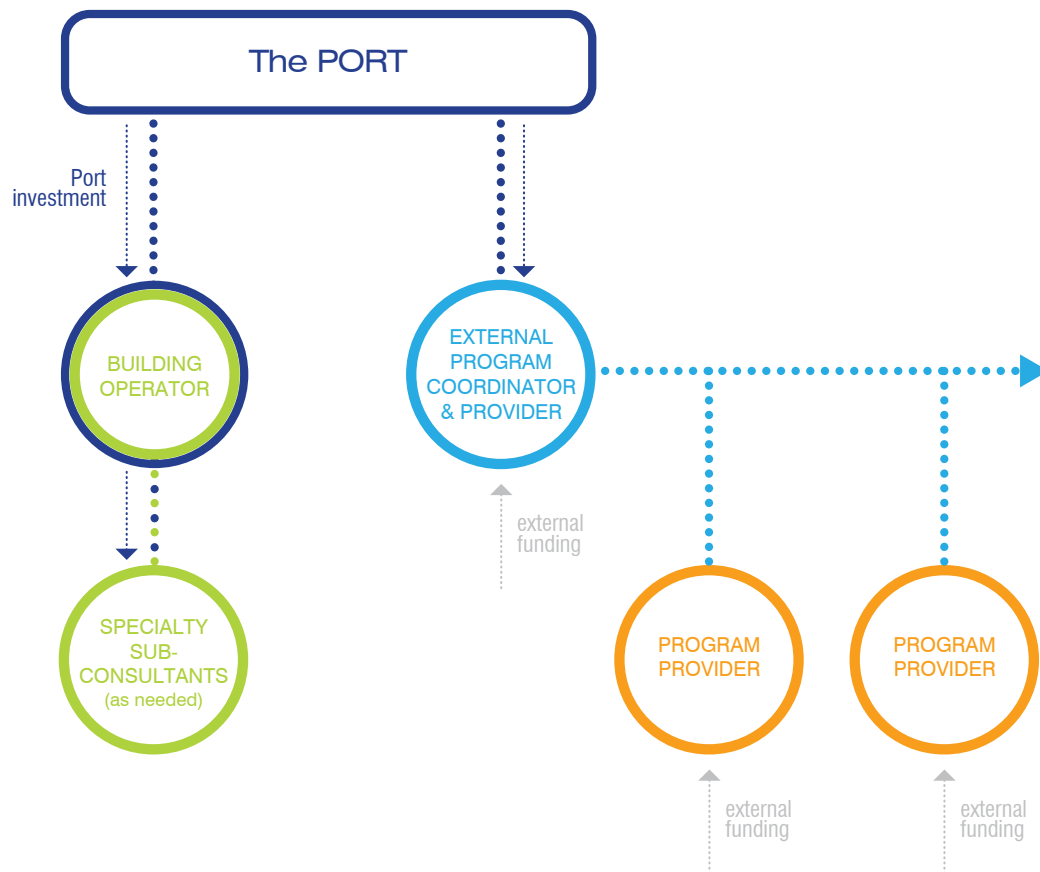 The PORT
Port
investment
BUILDING
OPERATOR
EXTERNAL
PROGRAM
COORDINATOR
& PROVIDER
external
funding
SPECIALTY
SUB-
CONSULTANTS
(as needed)
PROGRAM
PROVIDER
PROGRAM
PROVIDER
external
funding
external
funding